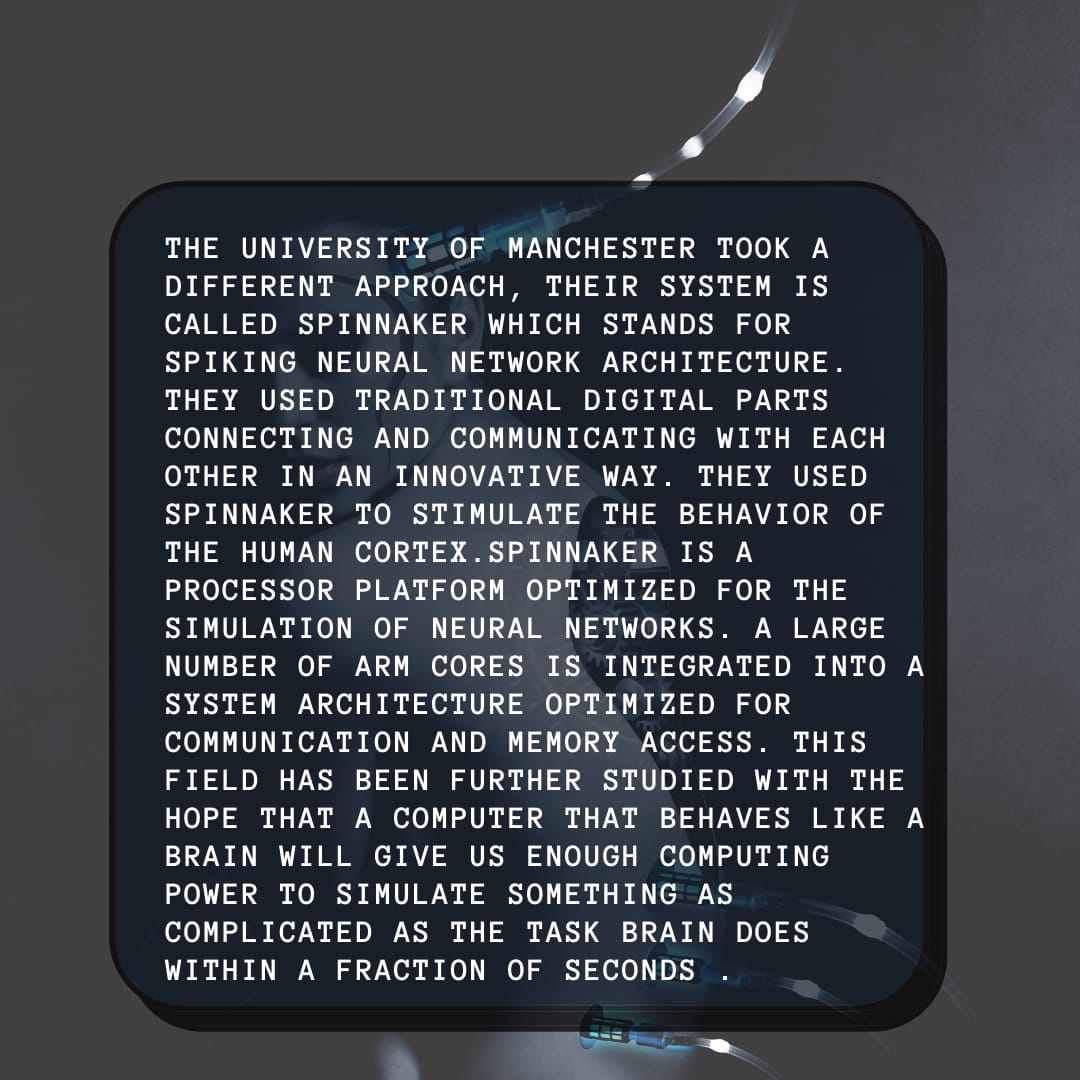 THE UNIVERSITY OF MANCHESTER TOOK A
DIFFERENT APPROACH, THEIR SYSTEM IS
CALLED SPINNAKER WHICH STANDS FOR
SPIKING NEURAL NETWORK ARCHITECTURE.
THEY USED TRADITIONAL DIGITAL PARTS
CONNECTING AND COMMUNICATING WITH EACH
OTHER IN AN INNOVATIVE WAY. THEY USED
SPINNAKER TO STIMULATE THE BEHAVIOR OF
THE HUMAN CORTEX.SPINNAKER IS A
PROCESSOR PLATFORM OPTIMIZED FOR THE
SIMULATION OF NEURAL NETWORKS. A LARGE
NUMBER OF ARM CORES IS INTEGRATED INTO A
SYSTEM ARCHITECTURE OPTIMIZED FOR
COMMUNICATION AND MEMORY ACCESS. THIS
FIELD HAS BEEN FURTHER STUDIED WITH THE
HOPE THAT A COMPUTER THAT BEHAVES LIKE A
BRAIN WILL GIVE US ENOUGH COMPUTING
POWER TO SIMULATE SOMETHING AS
COMPLICATED AS THE TASK BRAIN DOES
WITHIN A FRACTION OF SECONDS .